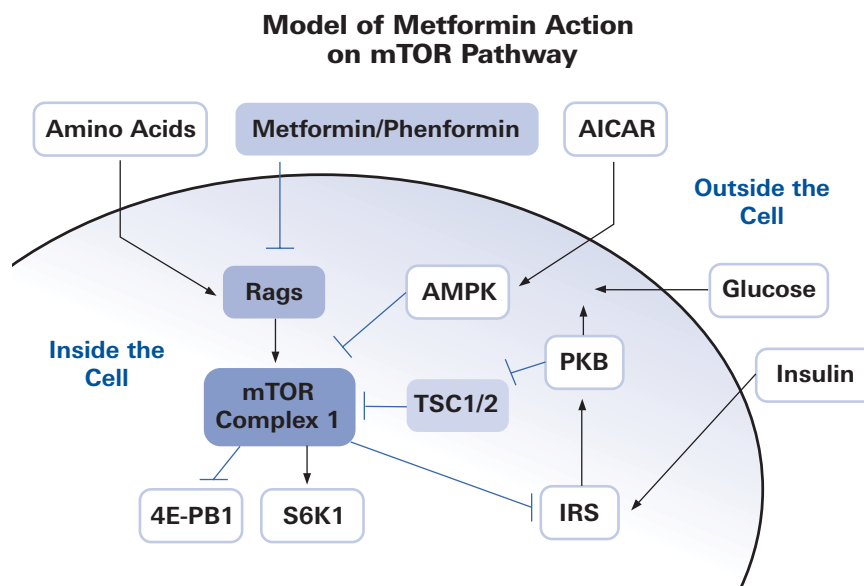 Model of Metformin Action
on mTOR Pathway
Amino Acids
Metformin/Phenformin
AICAR
Outside the
Cell
Rags
AMPK
Glucose
Inside the
Cell
mTOR
Complex 1
TSC1/2
PKB
Insulin
4E-PB1
S6K1
IRS